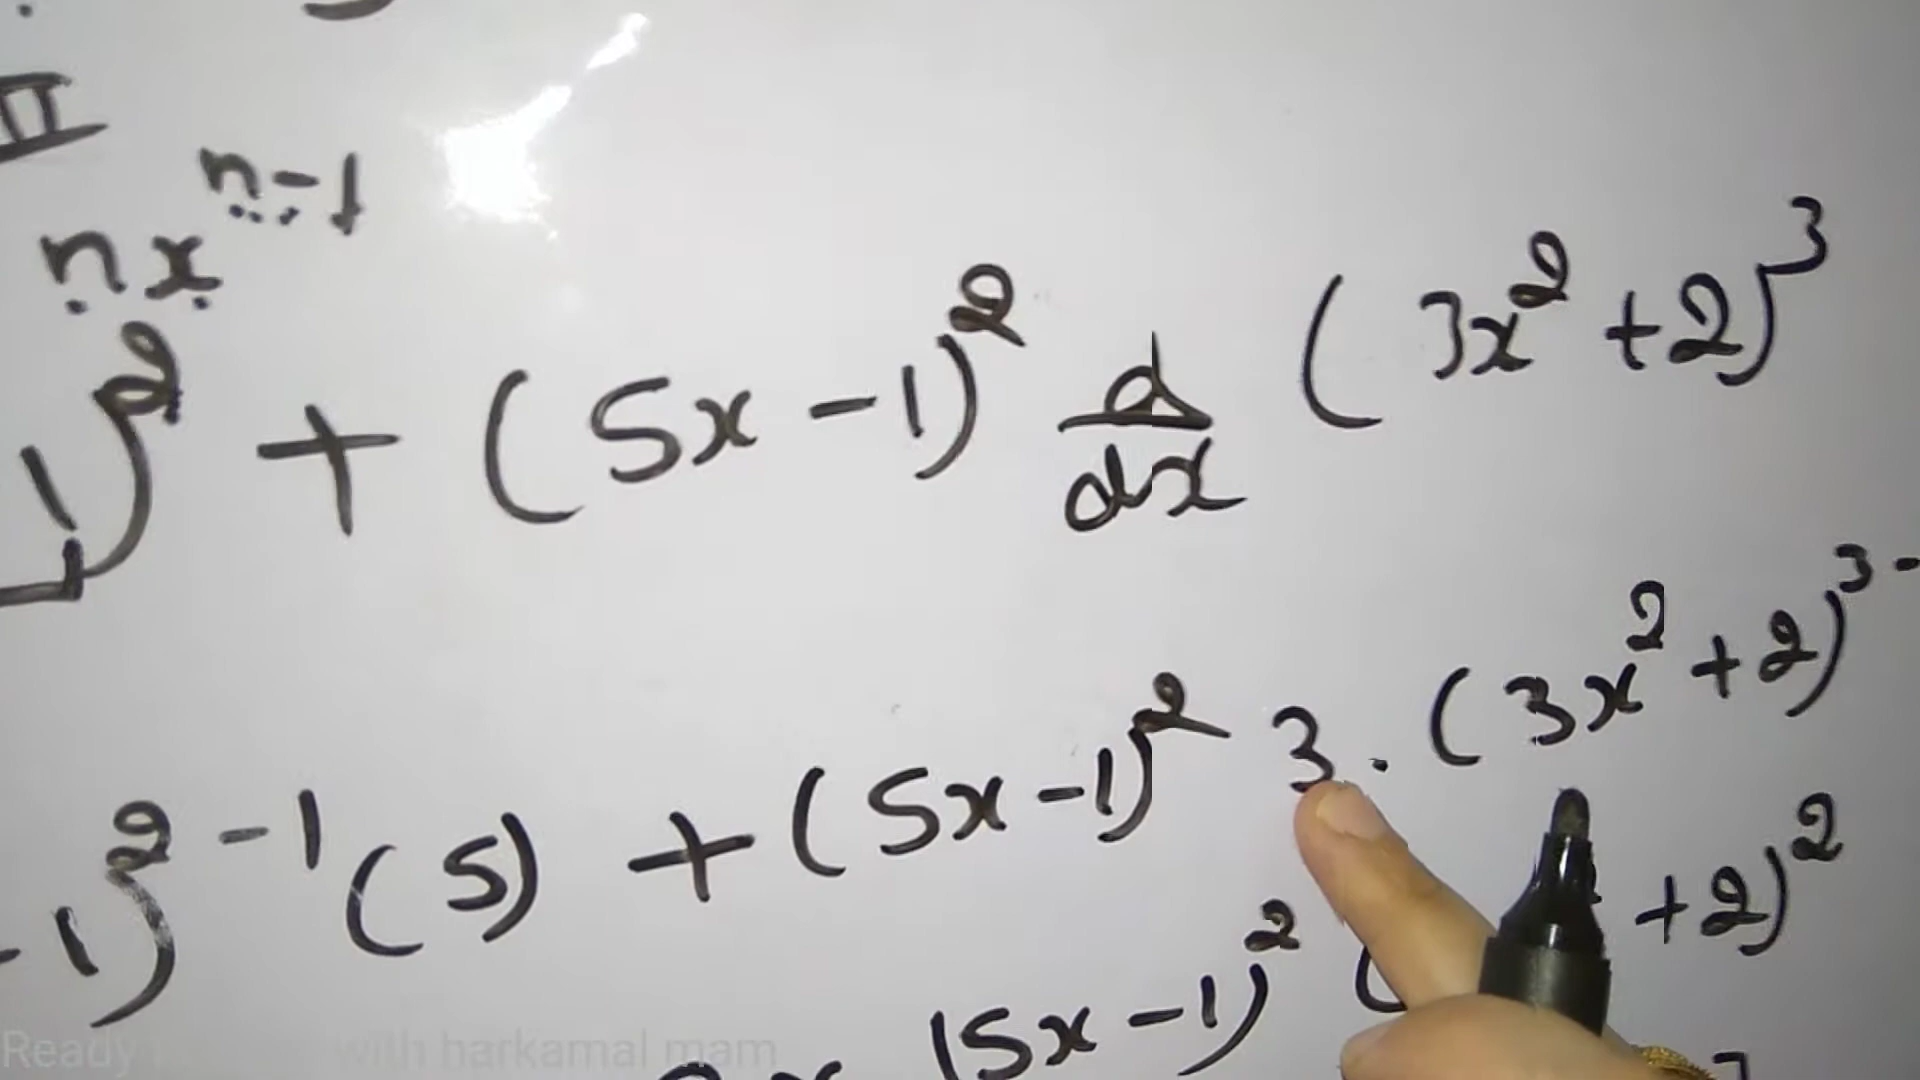 II
nx^{n-1}
1)^2 + (5x-1)^2 \frac{d}{dx} (3x^2+2)^3
-1)^{2-1} (5) + (5x-1)^2 3 . (3x^2+2)^{3-
(5x-1)^2 ( +2)^2
Ready with harkamal mam